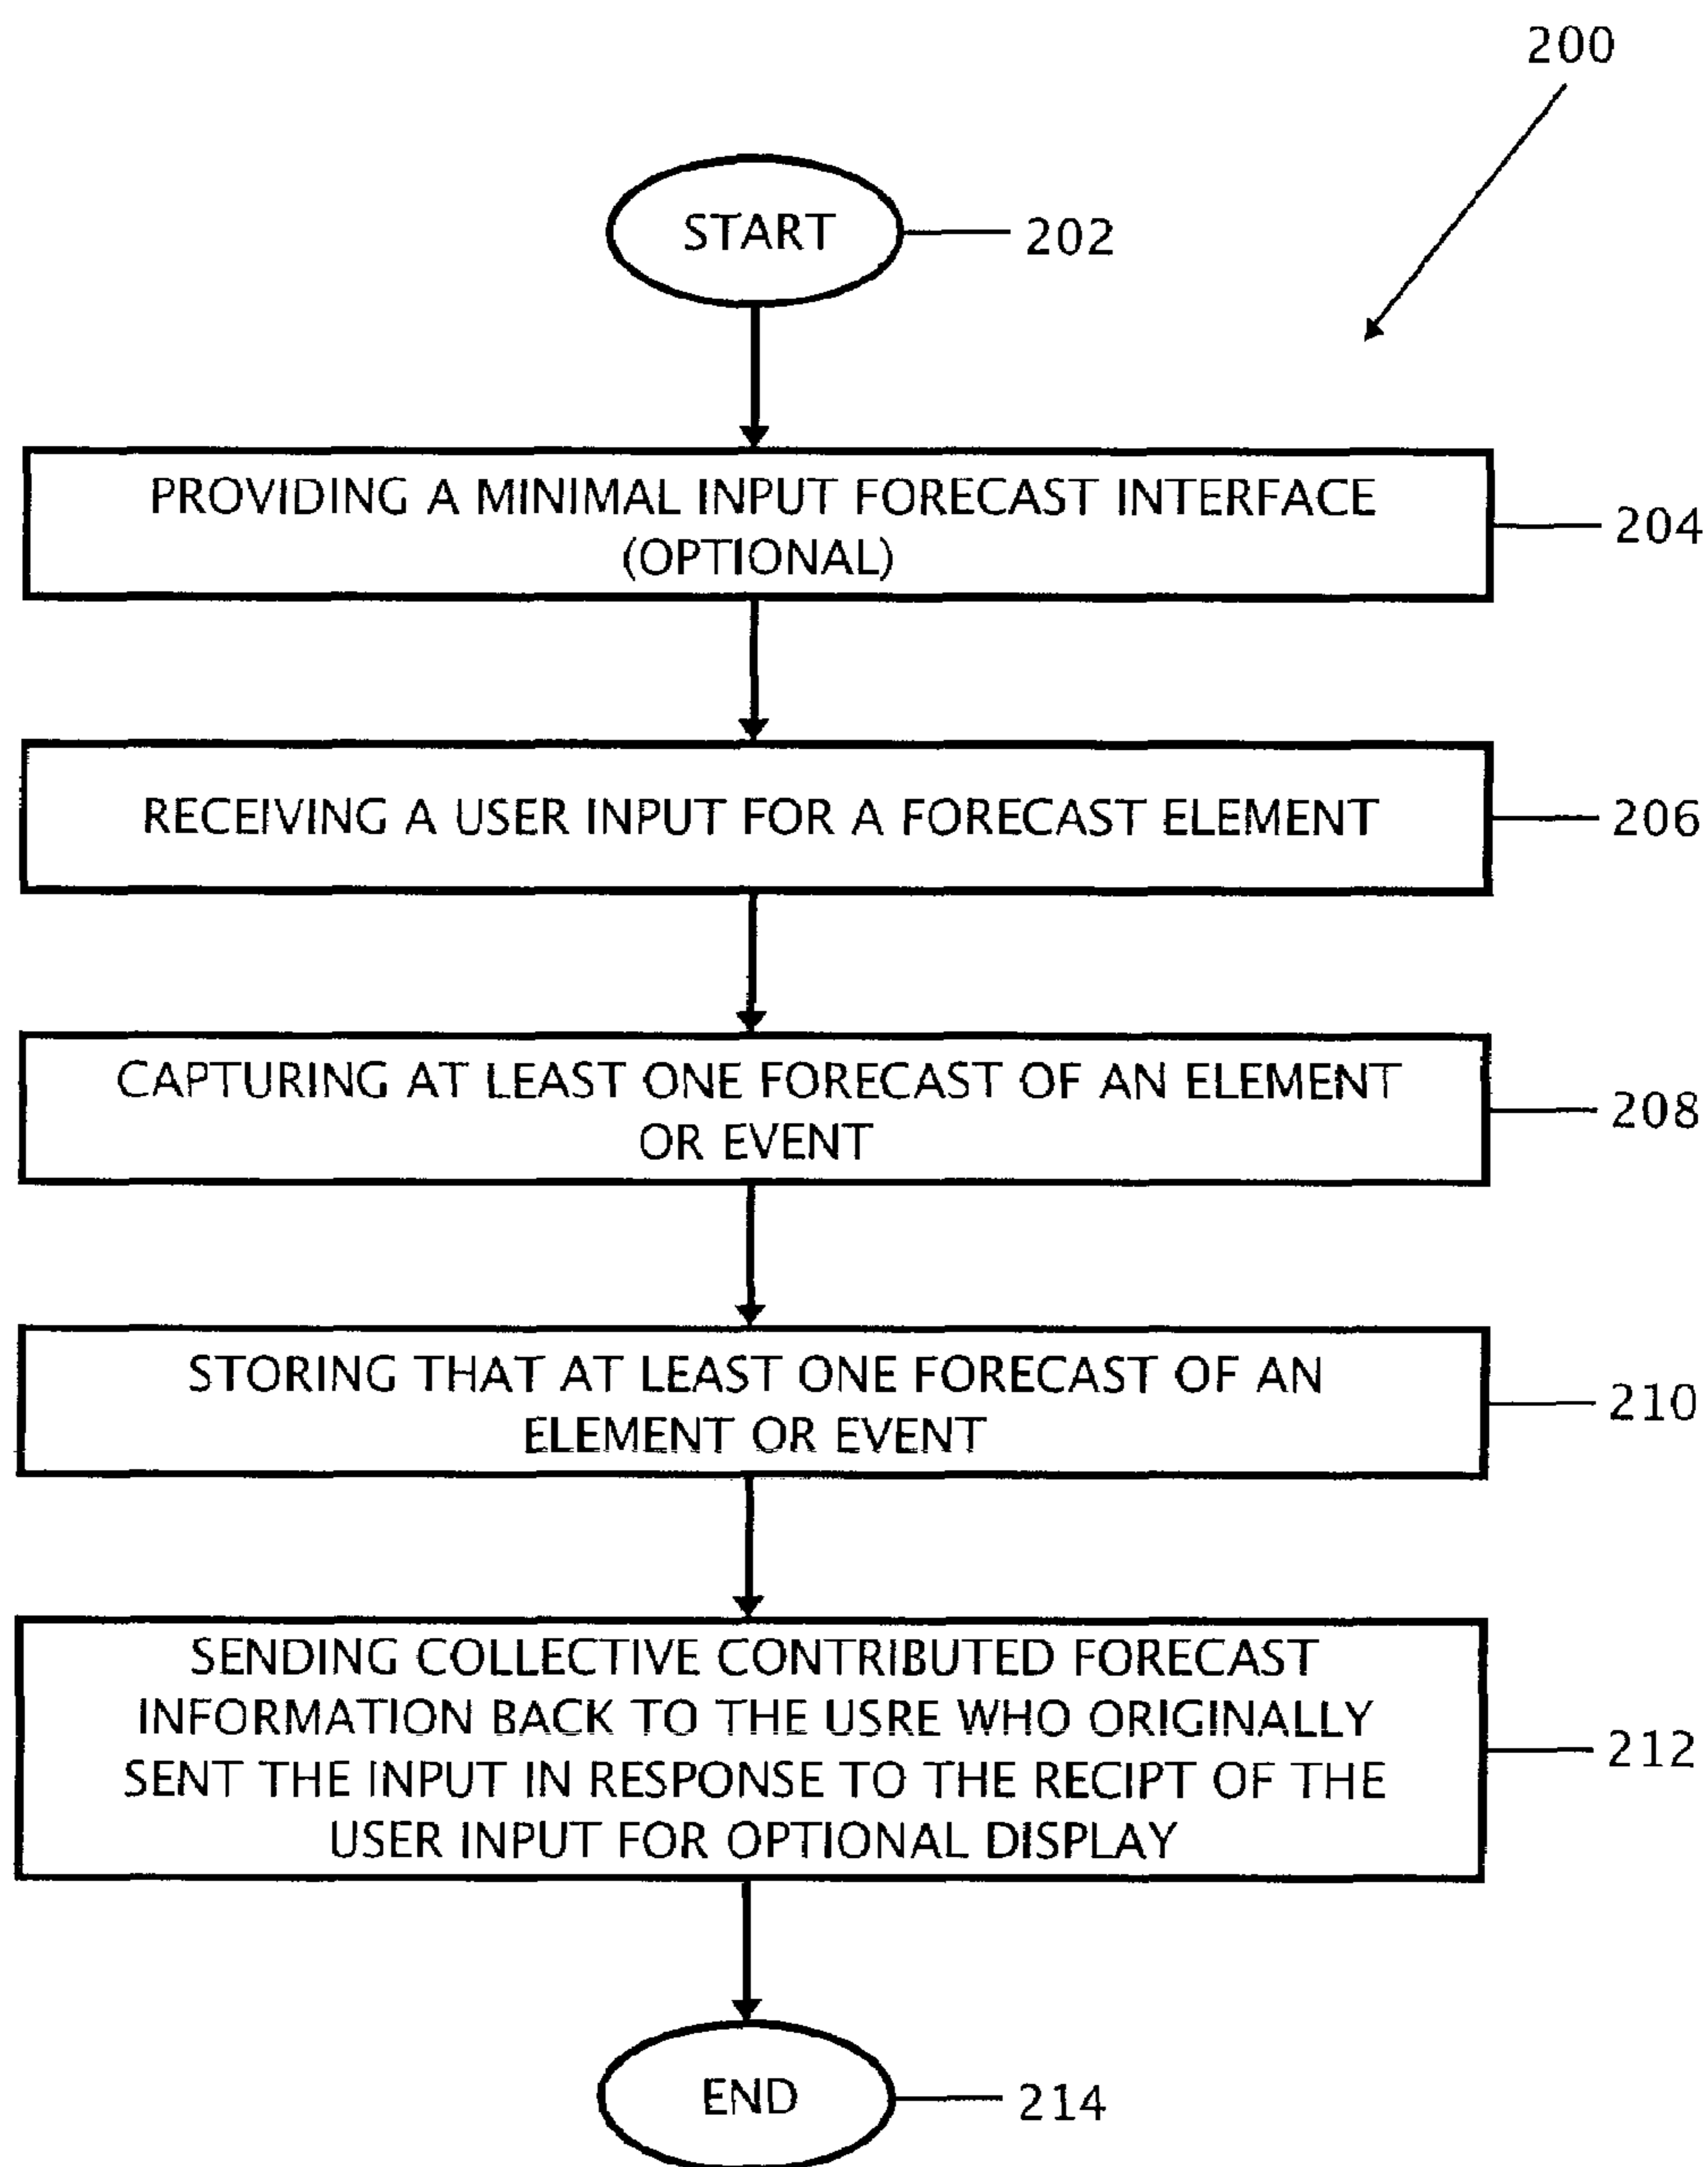 200
START
202
PROVIDING A MINIMAL INPUT FORECAST INTERFACE
(OPTIONAL)
204
RECEIVING A USER INPUT FOR A FORECAST ELEMENT
206
CAPTURING AT LEAST ONE FORECAST OF AN ELEMENT
OR EVENT
208
STORING THAT AT LEAST ONE FORECAST OF AN
ELEMENT OR EVENT
210
SENDING COLLECTIVE CONTRIBUTED FORECAST
INFORMATION BACK TO THE USRE WHO ORIGINALLY
SENT THE INPUT IN RESPONSE TO THE RECIPT OF THE
USER INPUT FOR OPTIONAL DISPLAY
212
END
214